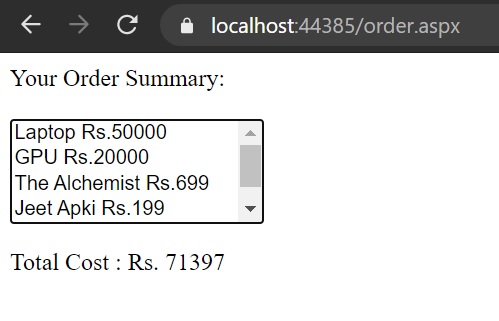 localhost:44385/order.aspx
Your Order Summary:
Laptop Rs.50000
GPU Rs.20000
The Alchemist Rs.699
Jeet Apki Rs.199
Total Cost : Rs. 71397